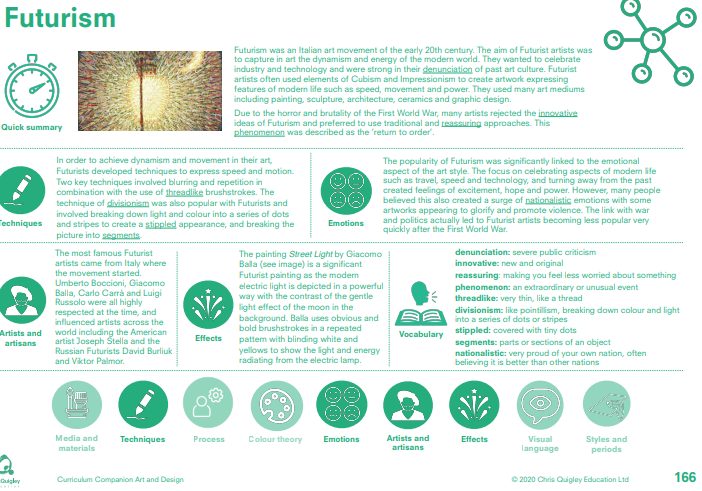 Futurism
Quick summary
Futurism was an Italian art movement of the early 20th century. The aim of Futurist artists was
to capture in art the dynamism and energy of the modern world. They wanted to celebrate
industry and technology and were strong in their denunciation of past art culture. Futurist
artists often used elements of Cubism and Impressionism to create artwork expressing
features of modern life such as speed, movement and power. They used many art mediums
including painting, sculpture, architecture, ceramics and graphic design.
Due to the horror and brutality of the First World War, many artists rejected the innovative
ideas of Futurism and preferred to use traditional and reassuring approaches. This
phenomenon was described as the 'return to order'.
Techniques
In order to achieve dynamism and movement in their art,
Futurists developed techniques to express speed and motion.
Two key techniques involved blurring and repetition in
combination with the use of threadlike brushstrokes. The
technique of divisionism was also popular with Futurists and
involved breaking down light and colour into a series of dots
and stripes to create a stippled appearance, and breaking the
picture into segments.
Emotions
The popularity of Futurism was significantly linked to the emotional
aspect of the art style. The focus on celebrating aspects of modern life
such as travel, speed and technology, and turning away from the past
created feelings of excitement, hope and power. However, many people
believed this also created a surge of nationalistic emotions with some
artworks appearing to glorify and promote violence. The link with war
and politics actually led to Futurist artists becoming less popular very
quickly after the First World War.
Artists and
artisans
The most famous Futurist
artists came from Italy where
the movement started.
Umberto Boccioni, Giacomo
Balla, Carlo Carrà and Luigi
Russolo were all highly
respected at the time, and
influenced artists across the
world including the American
artist Joseph Stella and the
Russian Futurists David Burliuk
and Viktor Palmor.
Effects
The painting Street Light by Giacomo
Balla (see image) is a significant
Futurist painting as the modern
electric light is depicted in a powerful
way with the contrast of the gentle
light effect of the moon in the
background. Balla uses obvious and
bold brushstrokes in a repeated
pattern with blinding white and
yellows to show the light and energy
radiating from the electric lamp.
Vocabulary
denunciation: severe public criticism
innovative: new and original
reassuring: making you feel less worried about something
phenomenon: an extraordinary or unusual event
threadlike: very thin, like a thread
divisionism: like pointillism, breaking down colour and light
into a series of dots or stripes
stippled: covered with tiny dots
segments: parts or sections of an object
nationalistic: very proud of your own nation, often
believing it is better than other nations
Media and
materials
Techniques
Process
Colour theory
Emotions
Artists and
artisans
Effects
Visual
language
Styles and
periods
Quigley
Curriculum Companion Art and Design
© 2020 Chris Quigley Education Ltd
166